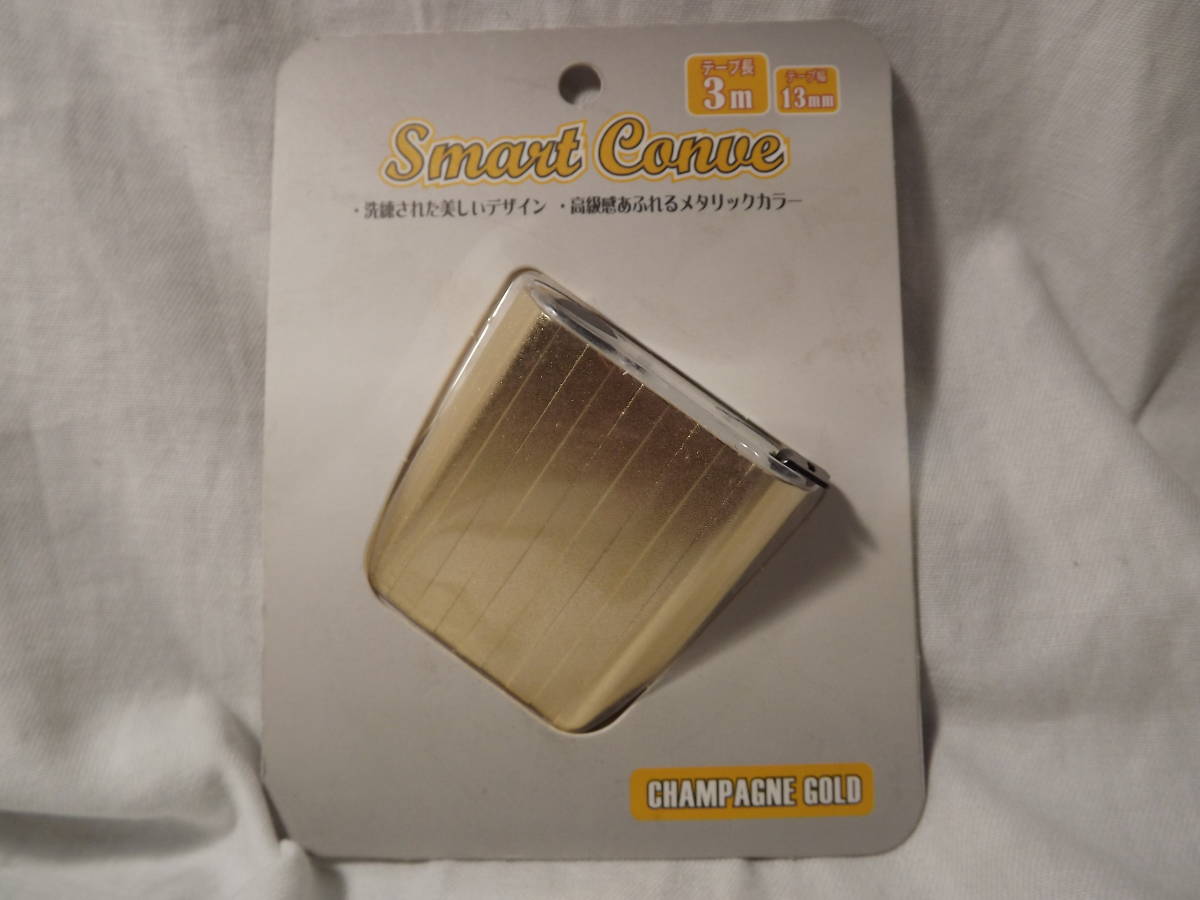 テープ長
3m
テープ幅
13mm
Smart Conve
・洗練された美しいデザイン ・高級感あふれるメタリックカラー
CHAMPAGNE GOLD